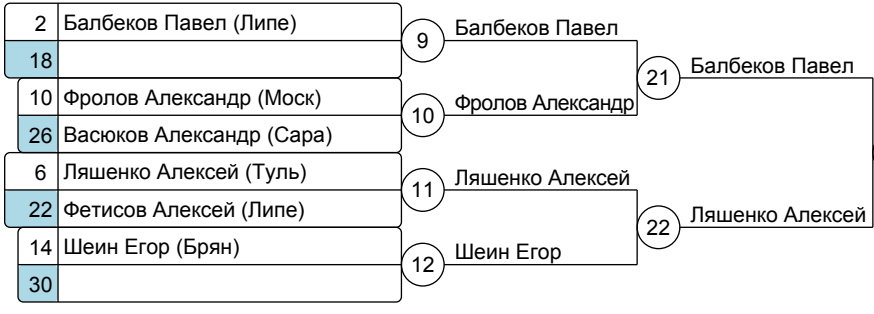 2 Балбеков Павел (Липе)
9 Балбеков Павел
18
21 Балбеков Павел
10 Фролов Александр (Моск)
10 Фролов Александр
26 Васюков Александр (Сара)
6 Ляшенко Алексей (Туль)
11 Ляшенко Алексей
22 Фетисов Алексей (Липе)
22 Ляшенко Алексей
14 Шеин Егор (Брян)
12 Шеин Егор
30